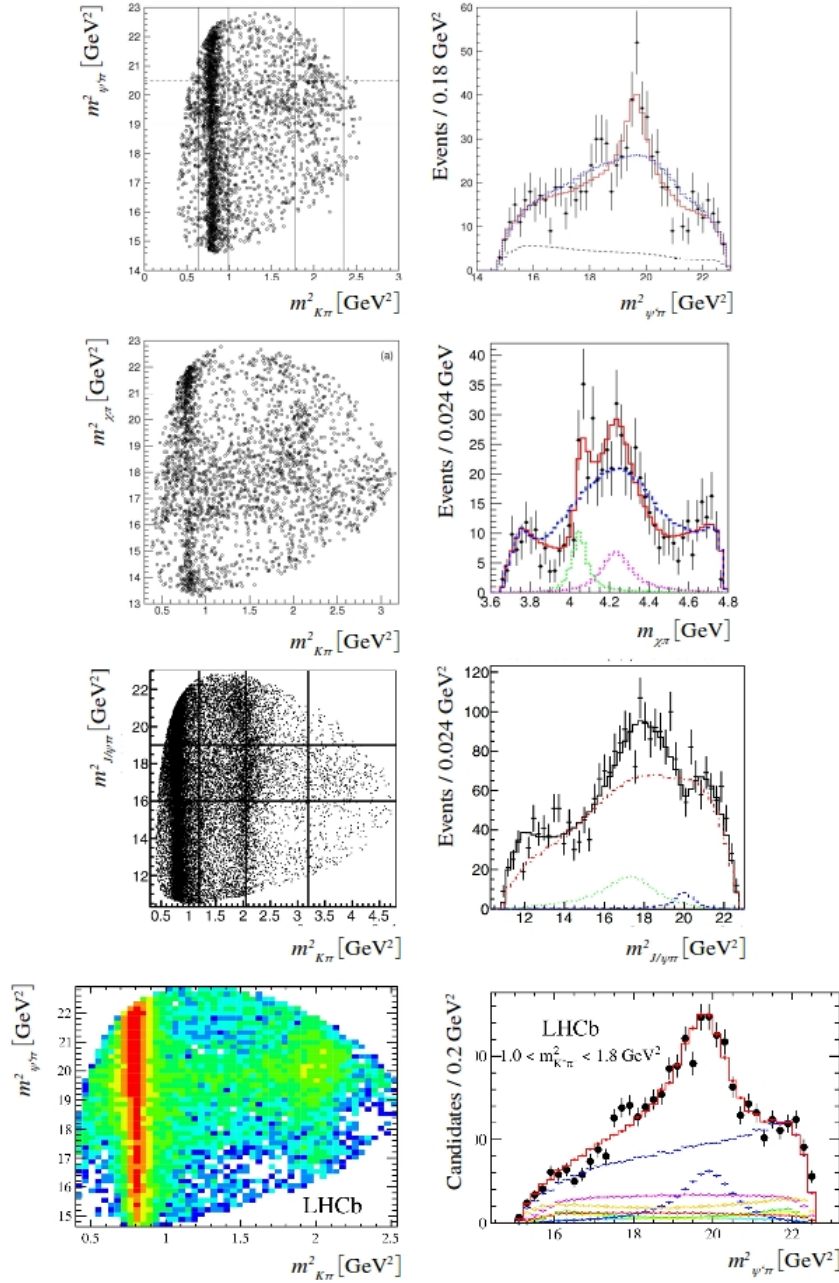 m²ψ'π [GeV²]
23
22
21
20
19
18
17
16
15
14
0 0.5 1 1.5 2 2.5 3
m²Kπ [GeV²]
Events / 0.18 GeV²
60
50
40
30
20
10
0
14 16 18 20 22
m²ψ'π [GeV²]
m²χπ [GeV²]
23
22
21
20
19
18
17
16
15
14
13
(a)
0 1 2 3
m²Kπ [GeV²]
Events / 0.024 GeV
40
35
30
25
20
15
10
5
0
3.6 3.8 4 4.2 4.4 4.6 4.8
mχπ [GeV]
m²J/ψπ [GeV²]
22
20
18
16
14
12
0.5 1 1.5 2 2.5 3 3.5 4 4.5
m²Kπ [GeV²]
Events / 0.024 GeV²
120
100
80
60
40
20
0
12 14 16 18 20 22
m²J/ψπ [GeV²]
m²ψ'π [GeV²]
22
21
20
19
18
17
16
15
LHCb
0.5 1 1.5 2 2.5
m²Kπ [GeV²]
Candidates / 0.2 GeV²
LHCb
1.0 < m²K⁺π⁻ < 1.8 GeV²
0
0
0
16 18 20 22
m²ψ'π [GeV²]